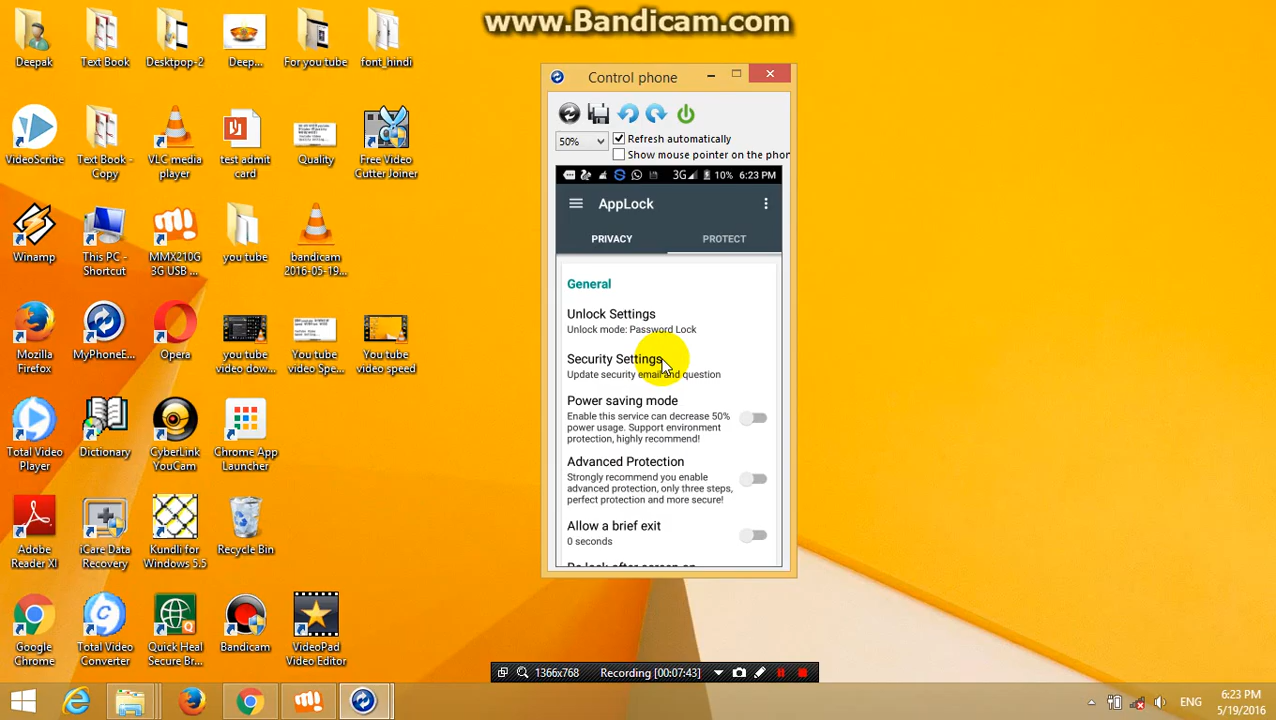 www.Bandicam.com
Deepak
Text Book
Desktpop-2
Deep...
For you tube
font_hindi
VideoScribe
Text Book -
Copy
VLC media
player
test admit
card
Quality
Free Video
Cutter Joiner
Winamp
This PC -
Shortcut
MMX210G
3G USB ...
you tube
bandicam
2016-05-19...
Mozilla
Firefox
MyPhoneE...
Opera
you tube
video dow...
You tube
video Spe...
You tube
video speed
Total Video
Player
Dictionary
CyberLink
YouCam
Chrome App
Launcher
Adobe
Reader XI
iCare Data
Recovery
Kundli for
Windows 5.5
Recycle Bin
Google
Chrome
Total Video
Converter
Quick Heal
Secure Br...
Bandicam
VideoPad
Video Editor
Control phone
50%
Refresh automatically
Show mouse pointer on the phon
3G
10%
6:23 PM
AppLock
PRIVACY
PROTECT
General
Unlock Settings
Unlock mode: Password Lock
Security Settings
Update security email and question
Power saving mode
Enable this service can decrease 50%
power usage. Support environment
protection, highly recommend!
Advanced Protection
Strongly recommend you enable
advanced protection, only three steps,
perfect protection and more secure!
Allow a brief exit
0 seconds
1366x768
Recording [00:07:43]
ENG
6:23 PM
5/19/2016